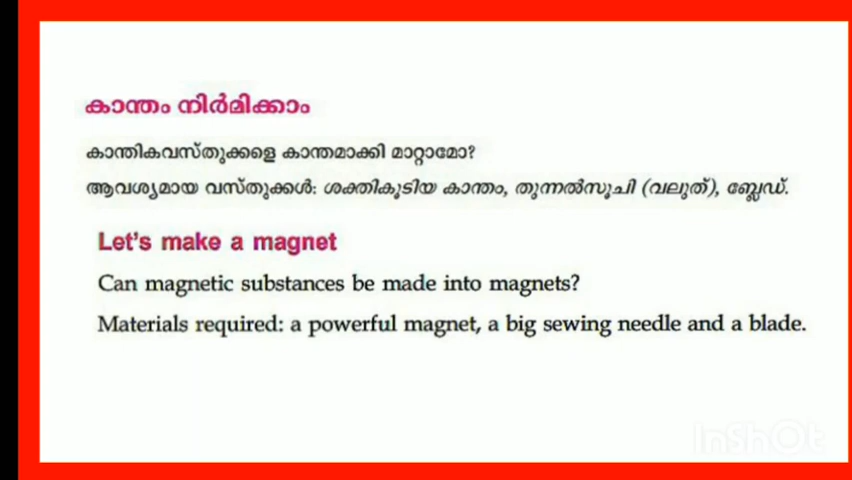 കാന്തം നിർമിക്കാം
കാന്തികവസ്തുക്കളെ കാന്തമാക്കി മാറ്റാമോ?
ആവശ്യമായ വസ്തുക്കൾ: ശക്തികൂടിയ കാന്തം, തുന്നൽസൂചി (വലുത്), ബ്ലേഡ്.
Let's make a magnet
Can magnetic substances be made into magnets?
Materials required: a powerful magnet, a big sewing needle and a blade.
InShOt